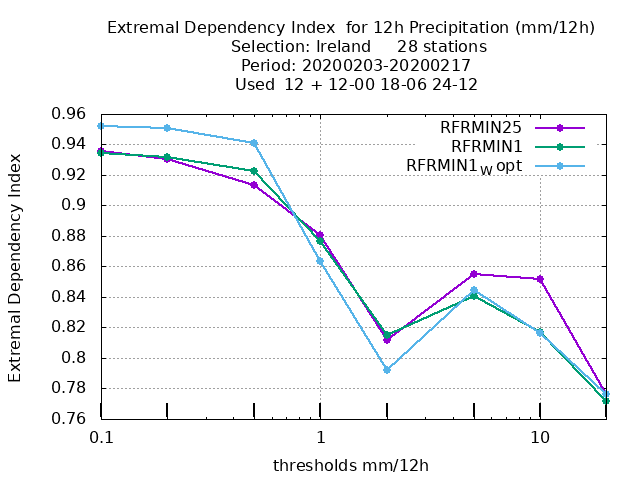 Extremal Dependency Index  for 12h Precipitation (mm/12h)
Selection: Ireland     28 stations
Period: 20200203-20200217
Used  12 + 12-00 18-06 24-12
RFRMIN25
RFRMIN1
RFRMIN1w opt
Extremal Dependency Index
0.96
0.94
0.92
0.9
0.88
0.86
0.84
0.82
0.8
0.78
0.76
0.1
1
10
thresholds mm/12h